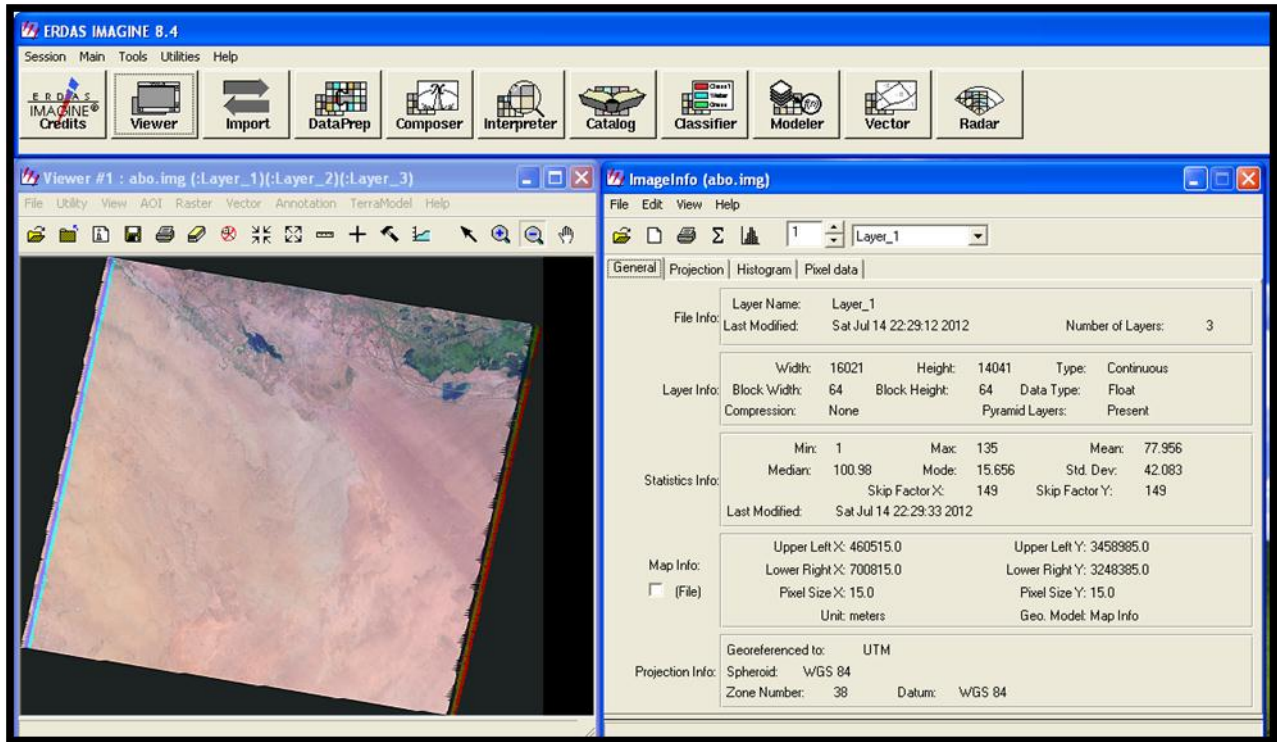 ERDAS IMAGINE 8.4
Session Main Tools Utilities Help
ERDAS
IMAGINE®
Credits Viewer Import DataPrep Composer Interpreter Catalog Classifier Modeler Vector Radar
Viewer #1 : abo.img (:Layer_1)(:Layer_2)(:Layer_3)
File Utility View AOI Raster Vector Annotation TerraModel Help
ImageInfo (abo.img)
File Edit View Help
1 Layer_1
General Projection Histogram Pixel data
File Info: Layer Name: Layer_1
Last Modified: Sat Jul 14 22:29:12 2012 Number of Layers: 3
Layer Info: Width: 16021 Height: 14041 Type: Continuous
Block Width: 64 Block Height: 64 Data Type: Float
Compression: None Pyramid Layers: Present
Statistics Info: Min: 1 Max: 135 Mean: 77.956
Median: 100.98 Mode: 15.656 Std. Dev: 42.083
Skip Factor X: 149 Skip Factor Y: 149
Last Modified: Sat Jul 14 22:29:33 2012
Map Info: Upper Left X: 460515.0 Upper Left Y: 3458985.0
Lower Right X: 700815.0 Lower Right Y: 3248385.0
(File) Pixel Size X: 15.0 Pixel Size Y: 15.0
Unit: meters Geo. Model: Map Info
Projection Info: Georeferenced to: UTM
Spheroid: WGS 84
Zone Number: 38 Datum: WGS 84